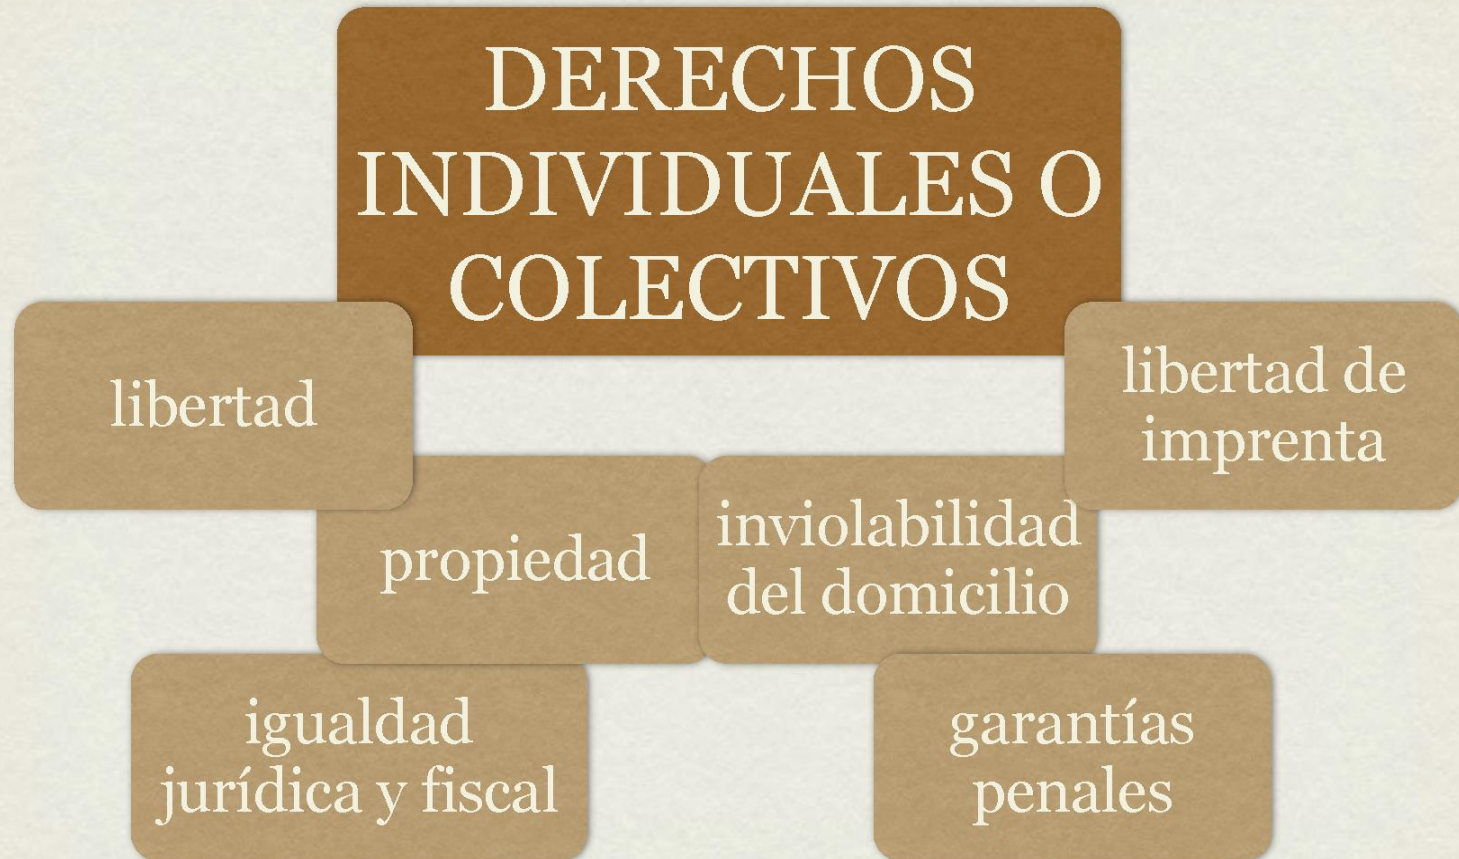 DERECHOS
INDIVIDUALES O
COLECTIVOS
libertad
libertad de
imprenta
propiedad
inviolabilidad
del domicilio
igualdad
jurídica y fiscal
garantías
penales